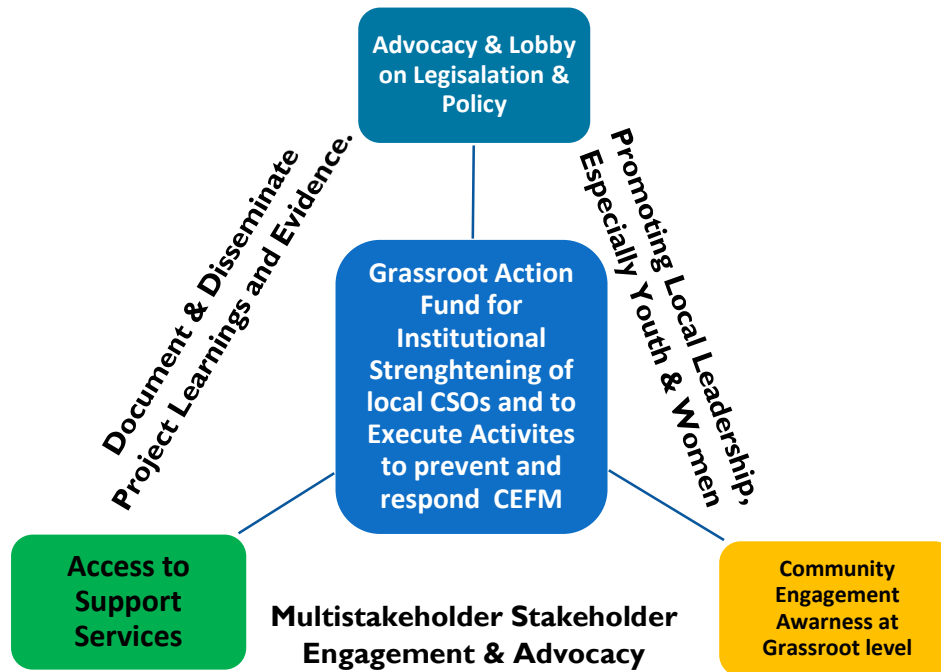 Advocacy & Lobby
on Legisalation &
Policy
Document & Disseminate
Project Learnings and Evidence.
Promoting Local Leadership,
Especially Youth & Women
Grassroot Action
Fund for
Institutional
Strenghtening of
local CSOs and to
Execute Activites
to prevent and
respond CEFM
Access to
Support
Services
Multistakeholder Stakeholder
Engagement & Advocacy
Community
Engagement
Awarness at
Grassroot level